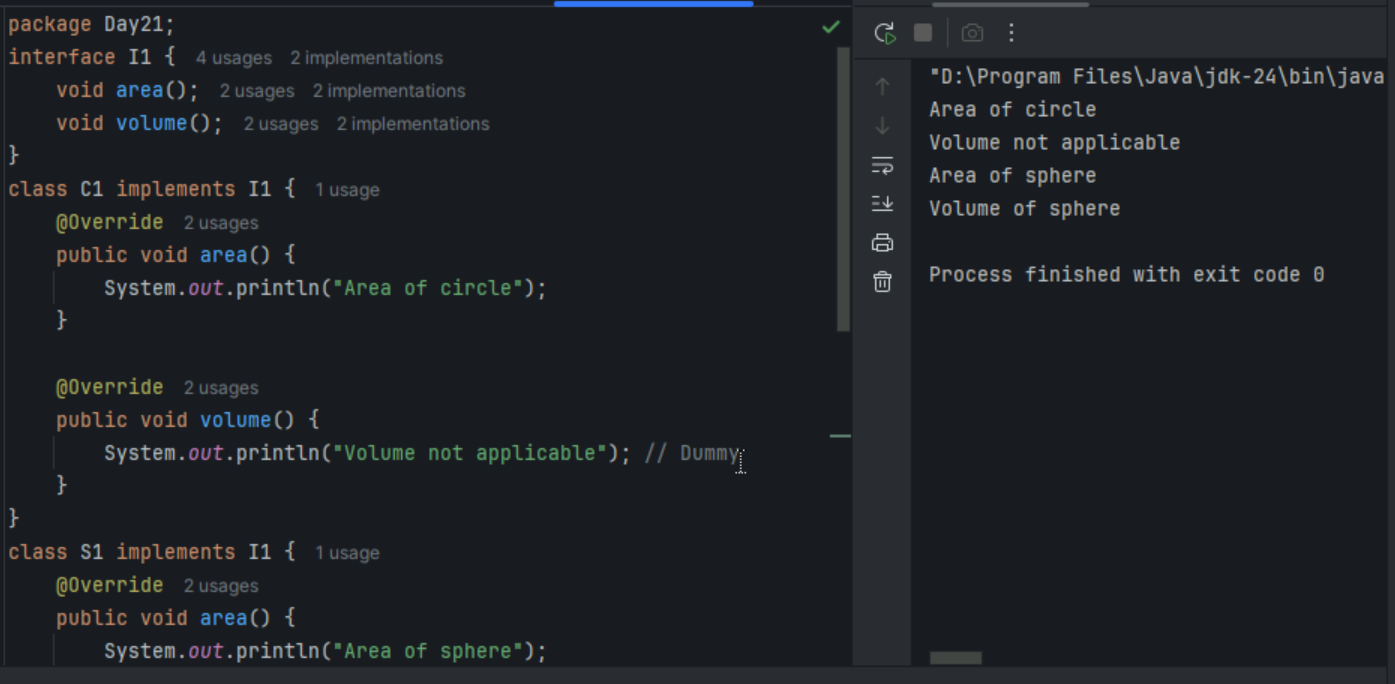 package Day21;
interface I1 {  4 usages  2 implementations
    void area();  2 usages  2 implementations
    void volume();  2 usages  2 implementations
}
class C1 implements I1 {  1 usage
    @Override  2 usages
    public void area() {
        System.out.println("Area of circle");
    }
    @Override  2 usages
    public void volume() {
        System.out.println("Volume not applicable"); // Dummy
    }
}
class S1 implements I1 {  1 usage
    @Override  2 usages
    public void area() {
        System.out.println("Area of sphere");
"D:\Program Files\Java\jdk-24\bin\java
Area of circle
Volume not applicable
Area of sphere
Volume of sphere
Process finished with exit code 0